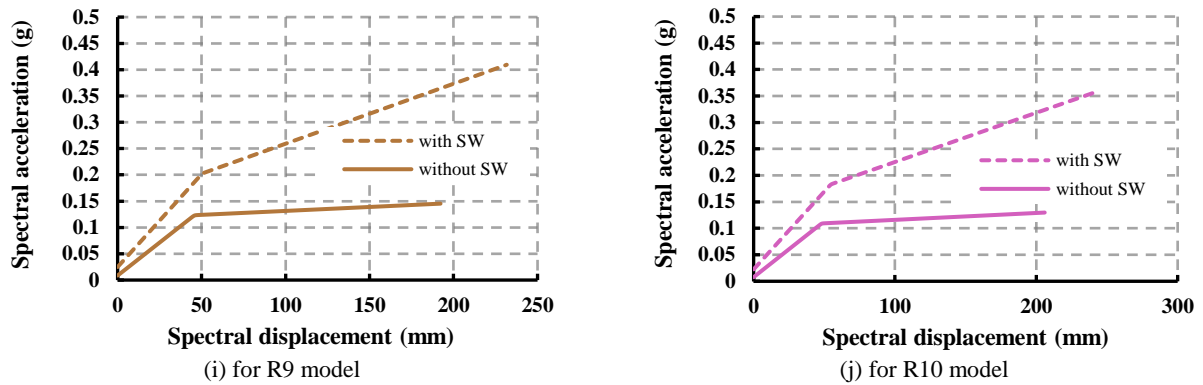 Spectral acceleration (g)
0.5
0.45
0.4
0.35
0.3
0.25
0.2
0.15
0.1
0.05
0
with SW
without SW
0 50 100 150 200 250
Spectral displacement (mm)
(i) for R9 model
Spectral acceleration (g)
0.5
0.45
0.4
0.35
0.3
0.25
0.2
0.15
0.1
0.05
0
with SW
without SW
0 100 200 300
Spectral displacement (mm)
(j) for R10 model